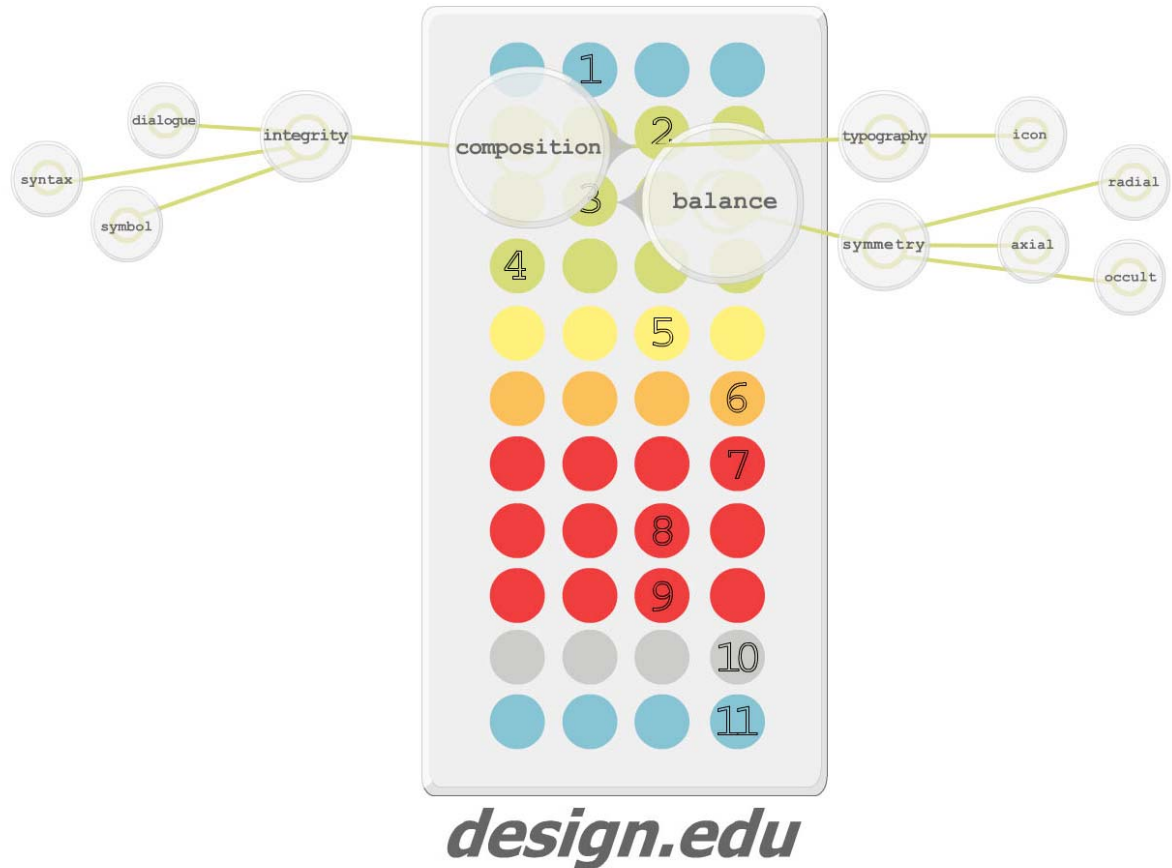 1
dialogue
integrity
composition
2
typography
icon
syntax
symbol
3
balance
symmetry
radial
axial
occult
4
5
6
7
8
9
10
11
design.edu